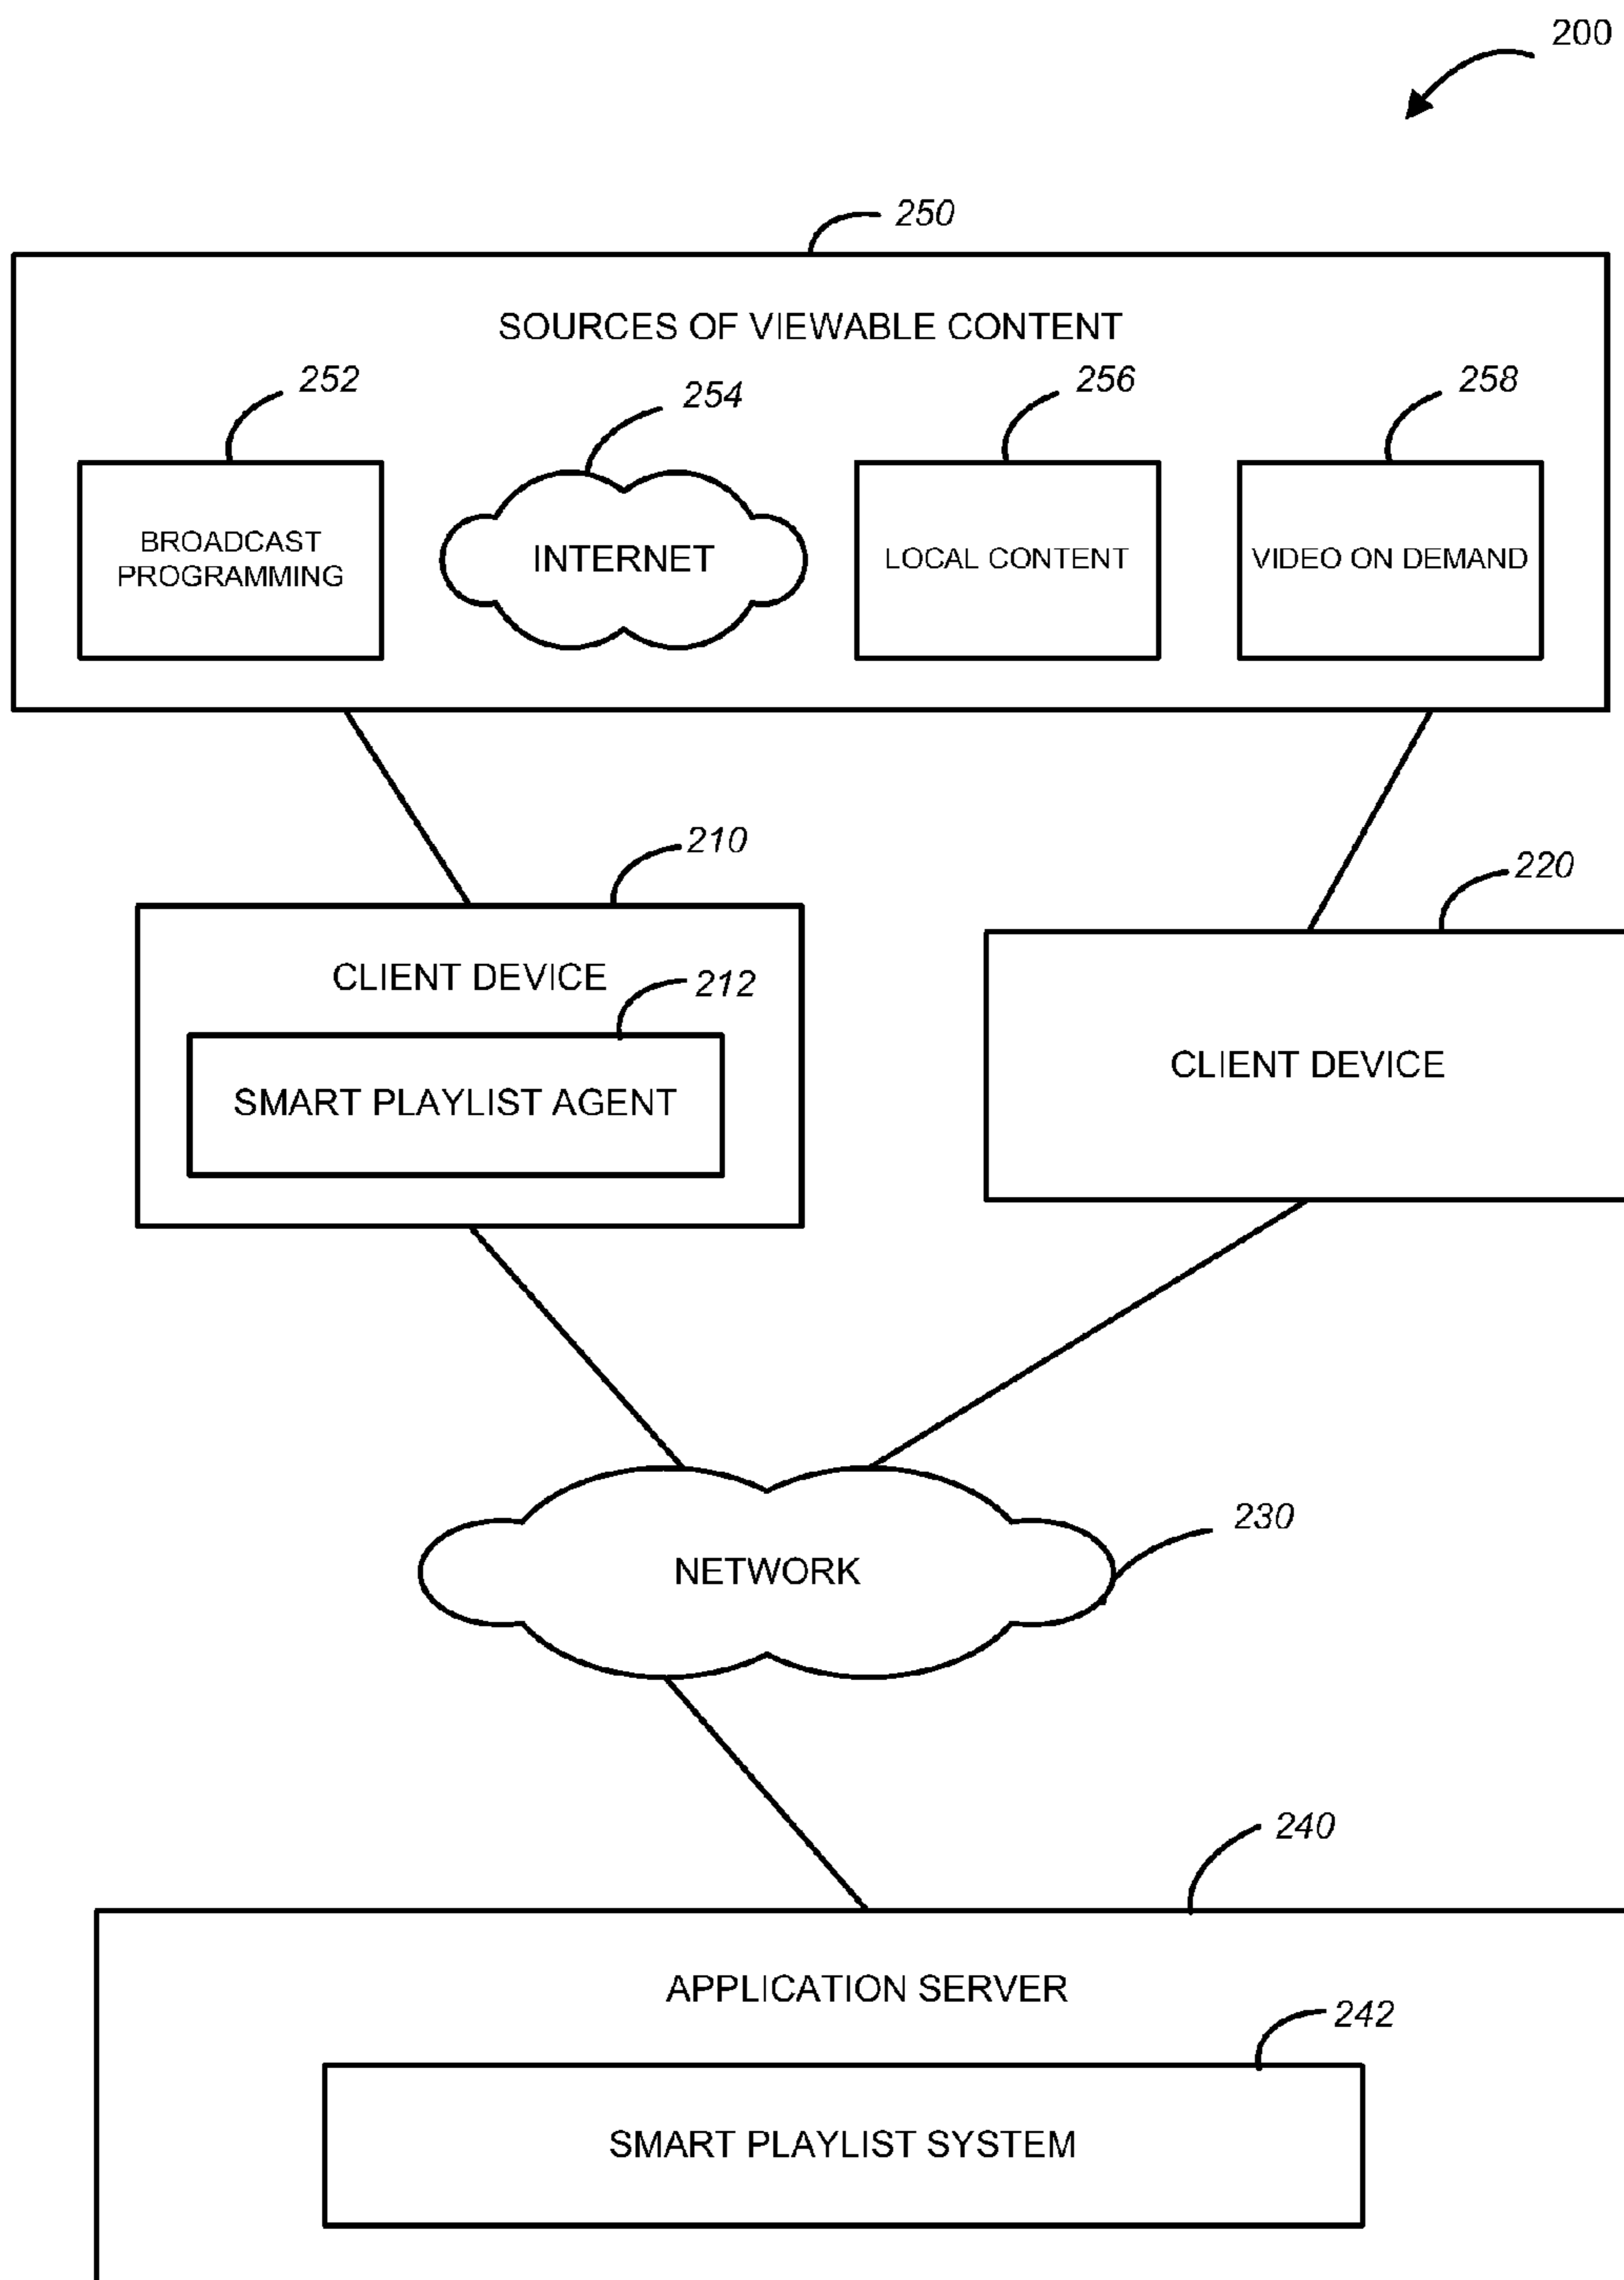 200
250
SOURCES OF VIEWABLE CONTENT
252
254
256
258
BROADCAST
PROGRAMMING
INTERNET
LOCAL CONTENT
VIDEO ON DEMAND
210
220
CLIENT DEVICE
212
SMART PLAYLIST AGENT
CLIENT DEVICE
230
NETWORK
240
APPLICATION SERVER
242
SMART PLAYLIST SYSTEM